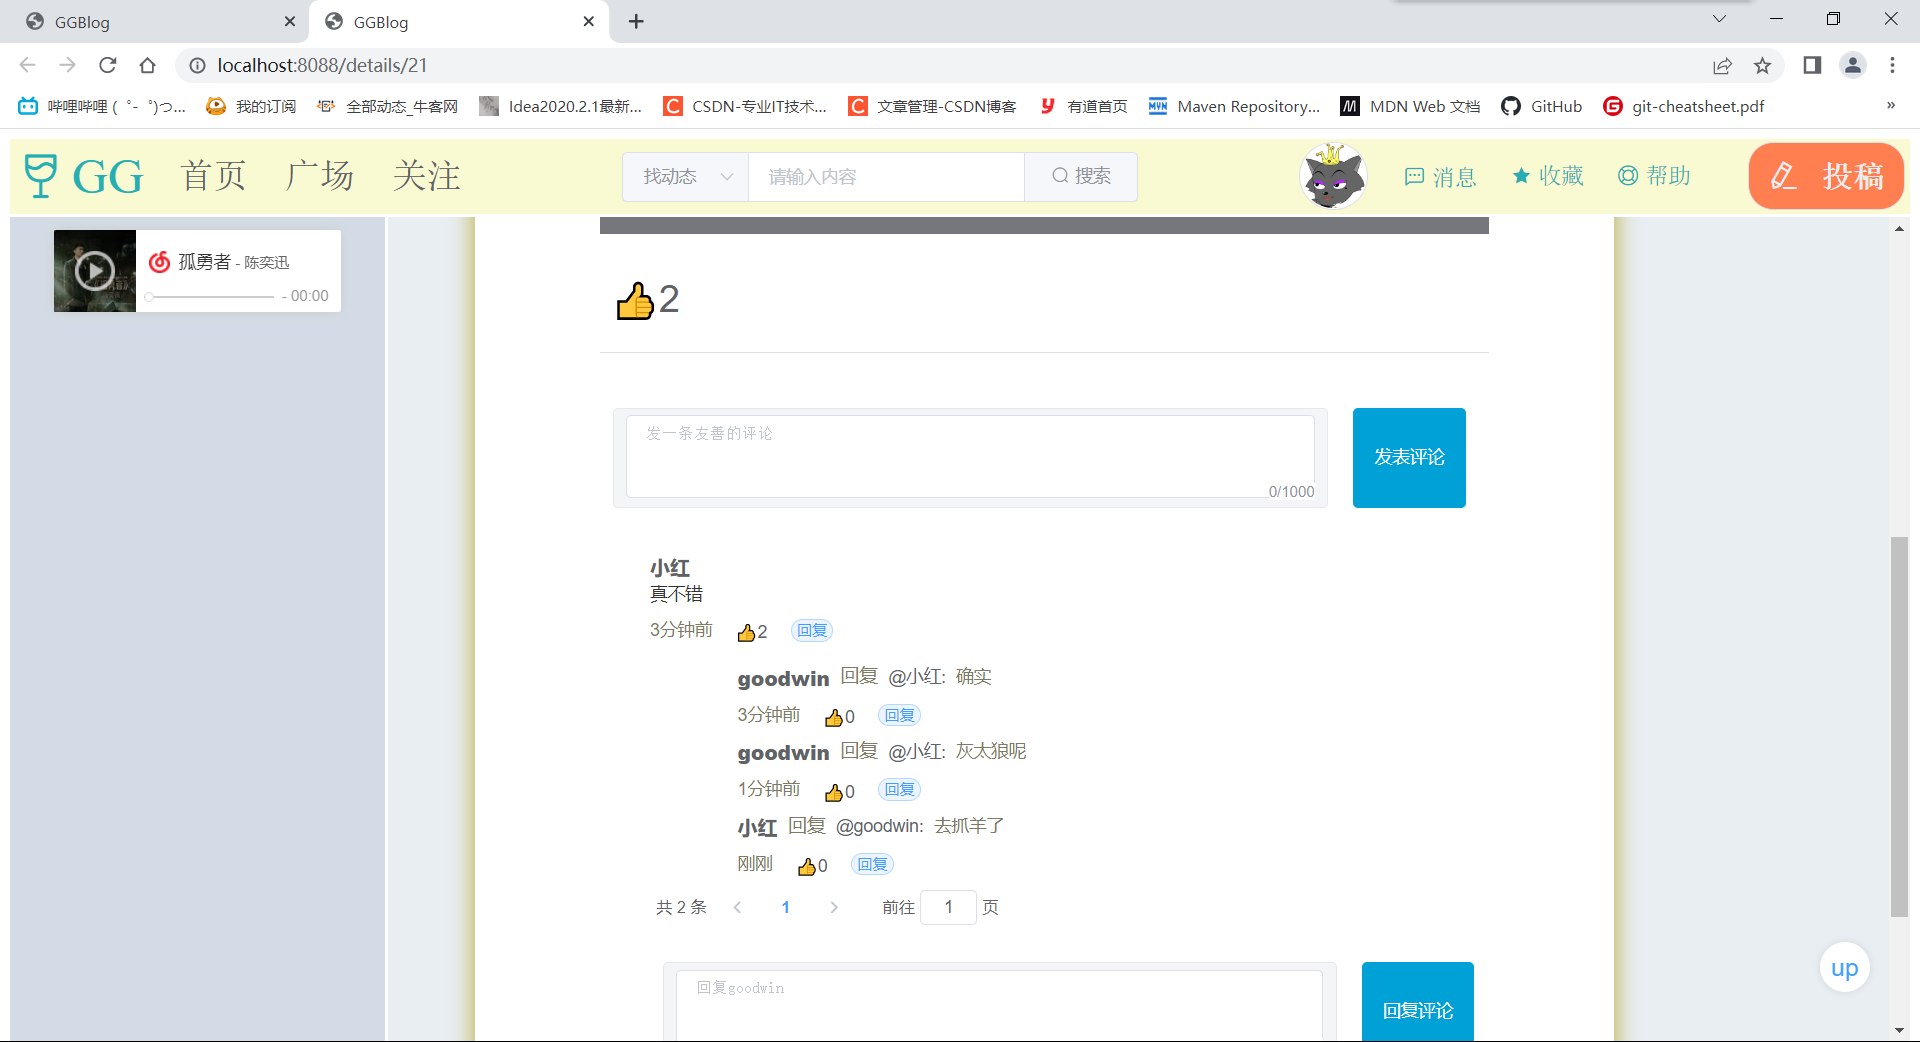 GGBlog
GGBlog
localhost:8088/details/21
哔哩哔哩 (゜-゜)つ...
我的订阅
全部动态_牛客网
Idea2020.2.1最新...
CSDN-专业IT技术...
文章管理-CSDN博客
有道首页
Maven Repository...
MDN Web 文档
GitHub
git-cheatsheet.pdf
»
GG 首页 广场 关注
找动态
请输入内容
搜索
消息
收藏
帮助
投稿
孤勇者 - 陈奕迅
- 00:00
2
发一条友善的评论
0/1000
发表评论
小红
真不错
3分钟前 2 回复
goodwin 回复 @小红: 确实
3分钟前 0 回复
goodwin 回复 @小红: 灰太狼呢
1分钟前 0 回复
小红 回复 @goodwin: 去抓羊了
刚刚 0 回复
共 2 条 1 前往 1 页
回复goodwin
回复评论
up